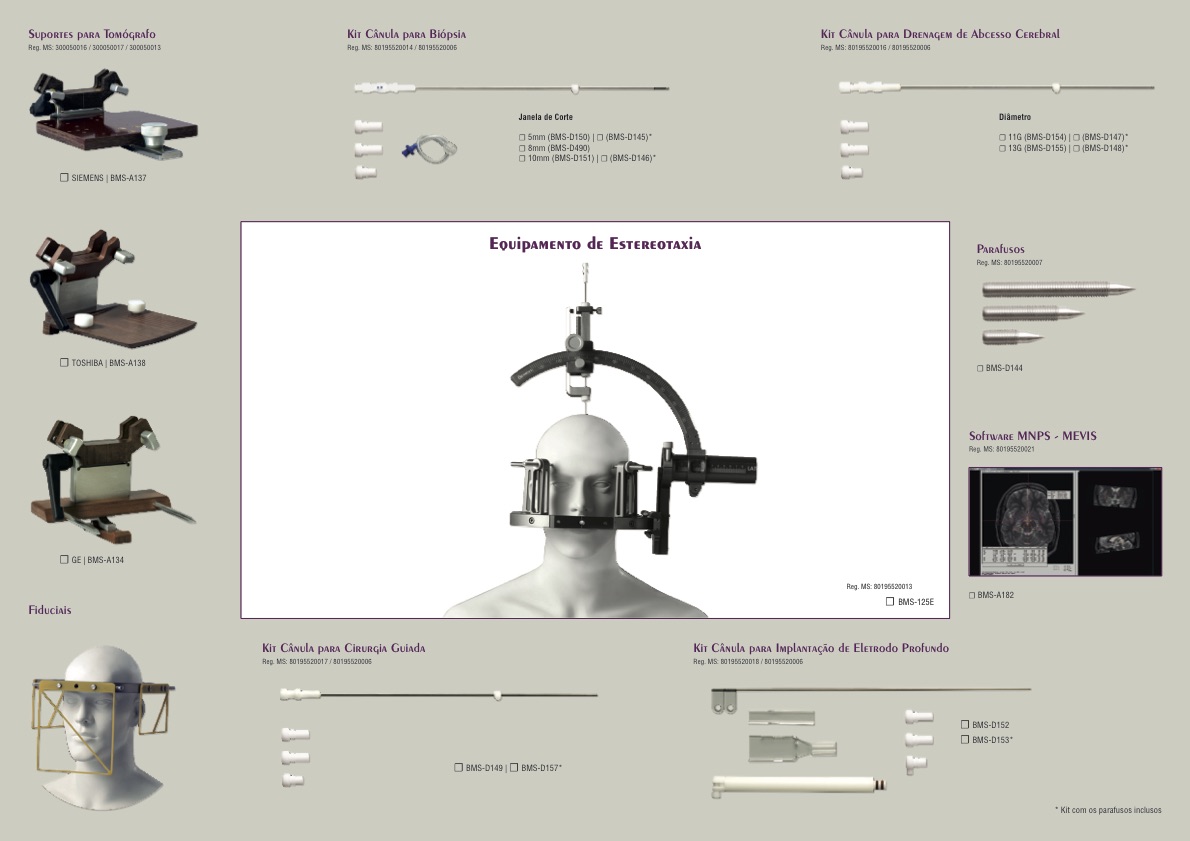 Suportes para Tomógrafo
Reg. MS: 300050016 / 300050017 / 300050013
☐ SIEMENS | BMS-A137
☐ TOSHIBA | BMS-A138
☐ GE | BMS-A134
Fiduciais
Kit Cânula para Biópsia
Reg. MS: 80195520014 / 80195520006
Janela de Corte
☐ 5mm (BMS-D150) | ☐ (BMS-D145)*
☐ 8mm (BMS-D490)
☐ 10mm (BMS-D151) | ☐ (BMS-D146)*
Kit Cânula para Drenagem de Abcesso Cerebral
Reg. MS: 80195520016 / 80195520006
Diâmetro
☐ 11G (BMS-D154) | ☐ (BMS-D147)*
☐ 13G (BMS-D155) | ☐ (BMS-D148)*
Equipamento de Estereotaxia
Reg. MS: 80195520013
☐ BMS-125E
Parafusos
Reg. MS: 80195520007
☐ BMS-D144
Software MNPS - MEVIS
Reg. MS: 80195520021
☐ BMS-A182
Kit Cânula para Cirurgia Guiada
Reg. MS: 80195520017 / 80195520006
☐ BMS-D149 | ☐ BMS-D157*
Kit Cânula para Implantação de Eletrodo Profundo
Reg. MS: 80195520018 / 80195520006
☐ BMS-D152
☐ BMS-D153*
* Kit com os parafusos inclusos